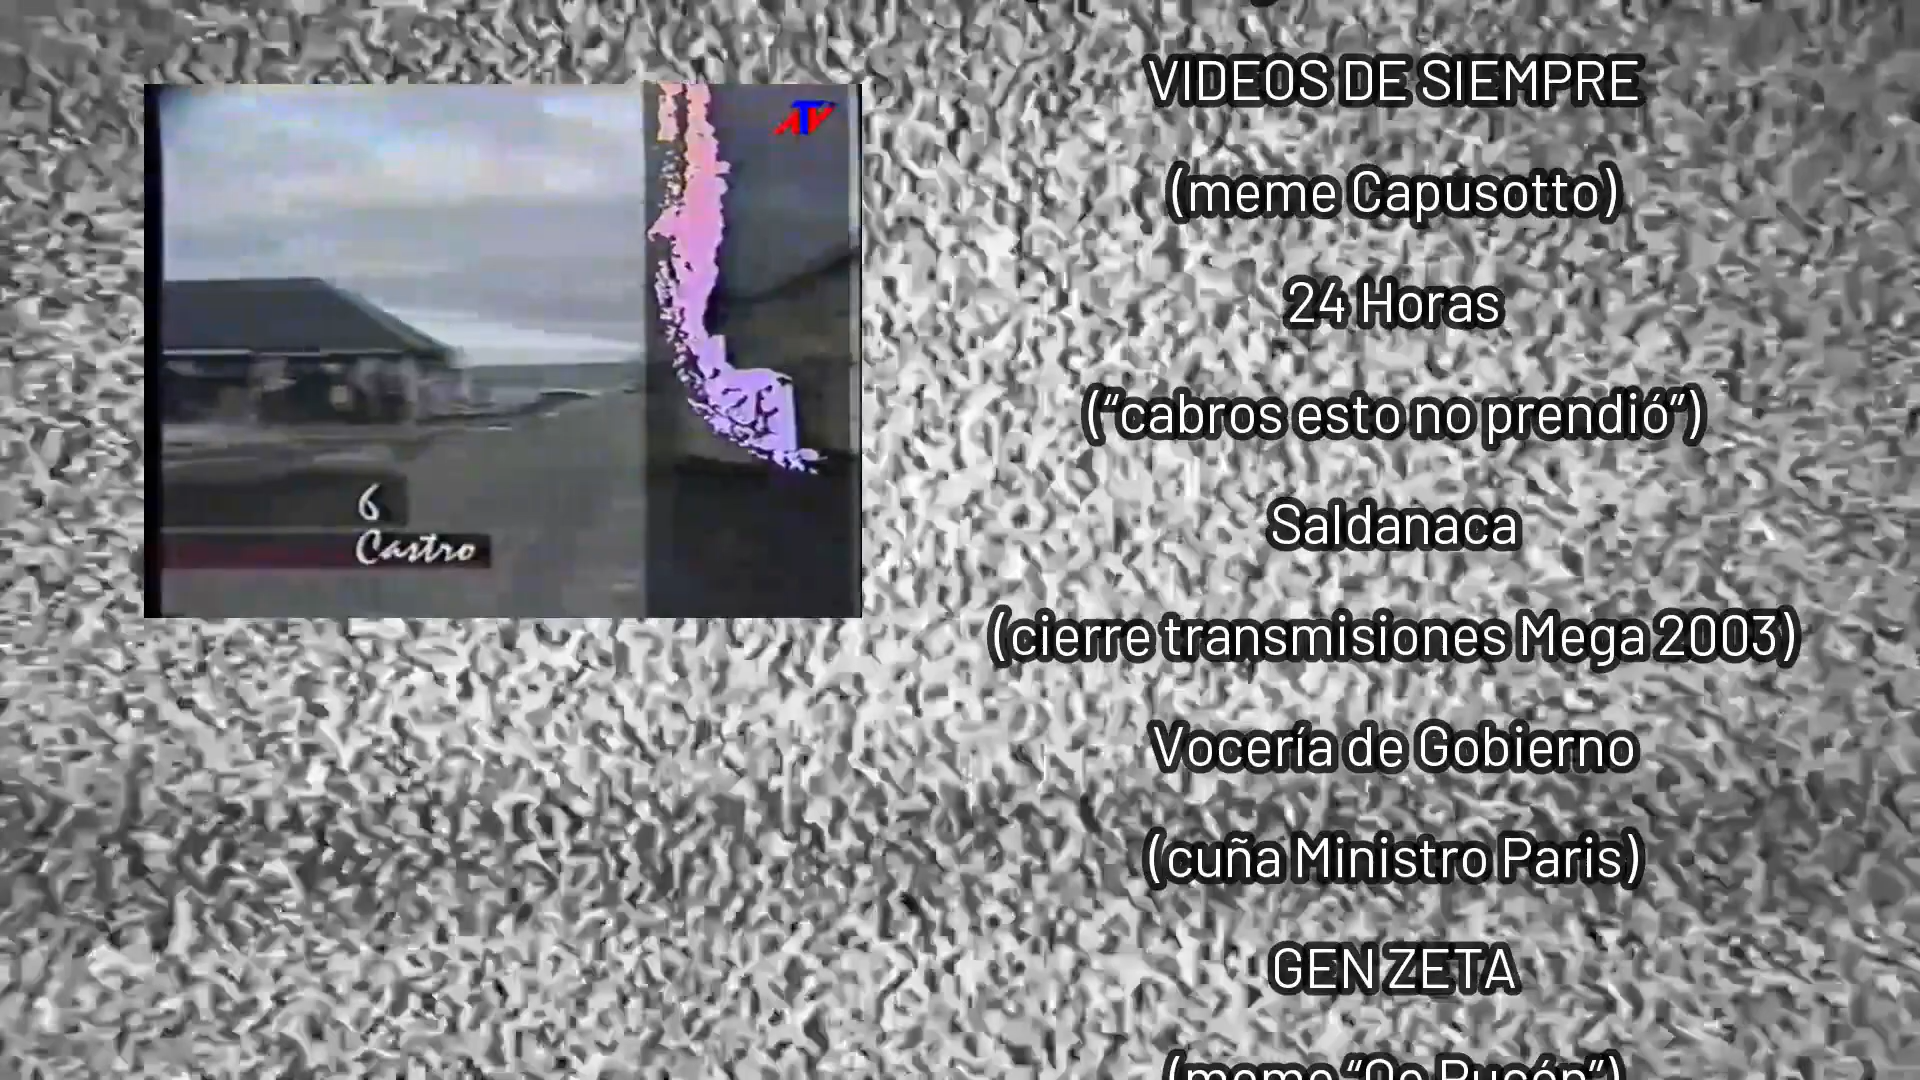 ATV
6
Castro
VIDEOS DE SIEMPRE
(meme Capusotto)
24 Horas
(“cabros esto no prendió”)
Saldanaca
(cierre transmisiones Mega 2003)
Vocería de Gobierno
(cuña Ministro Paris)
GEN ZETA